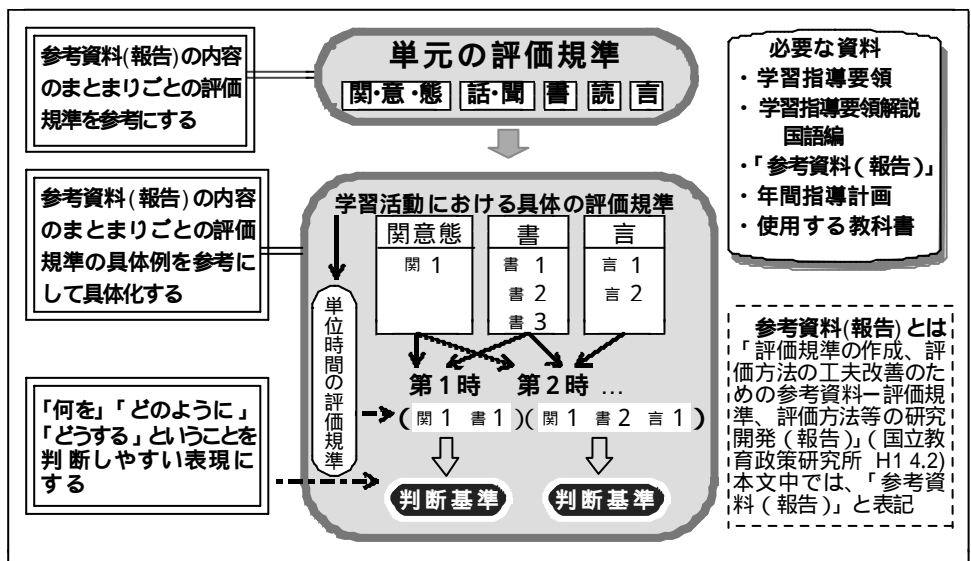 参考資料(報告)の内容
のまとまりごとの評価
規準を参考にする
単元の評価規準
関・意・態 話・聞 書 読 言
必要な資料
・学習指導要領
・学習指導要領解説
国語編
・「参考資料(報告)」
・年間指導計画
・使用する教科書
参考資料(報告)の内容
のまとまりごとの評価
規準の具体例を参考に
して具体化する
学習活動における具体の評価規準
関意態 書 言
関1 書1 言1
書2 言2
書3
単位時間の評価規準
第1時 第2時 …
(関1 書1)(関1 書2 言1)
判断基準 判断基準
「何を」「どのように」
「どうする」ということを
判断しやすい表現に
する
参考資料(報告)とは
「評価規準の作成、評
価方法の工夫改善のた
めの参考資料ー評価規
準、評価方法等の研究
開発(報告)」(国立教
育政策研究所 H14.2)
本文中では、「参考資
料(報告)」と表記